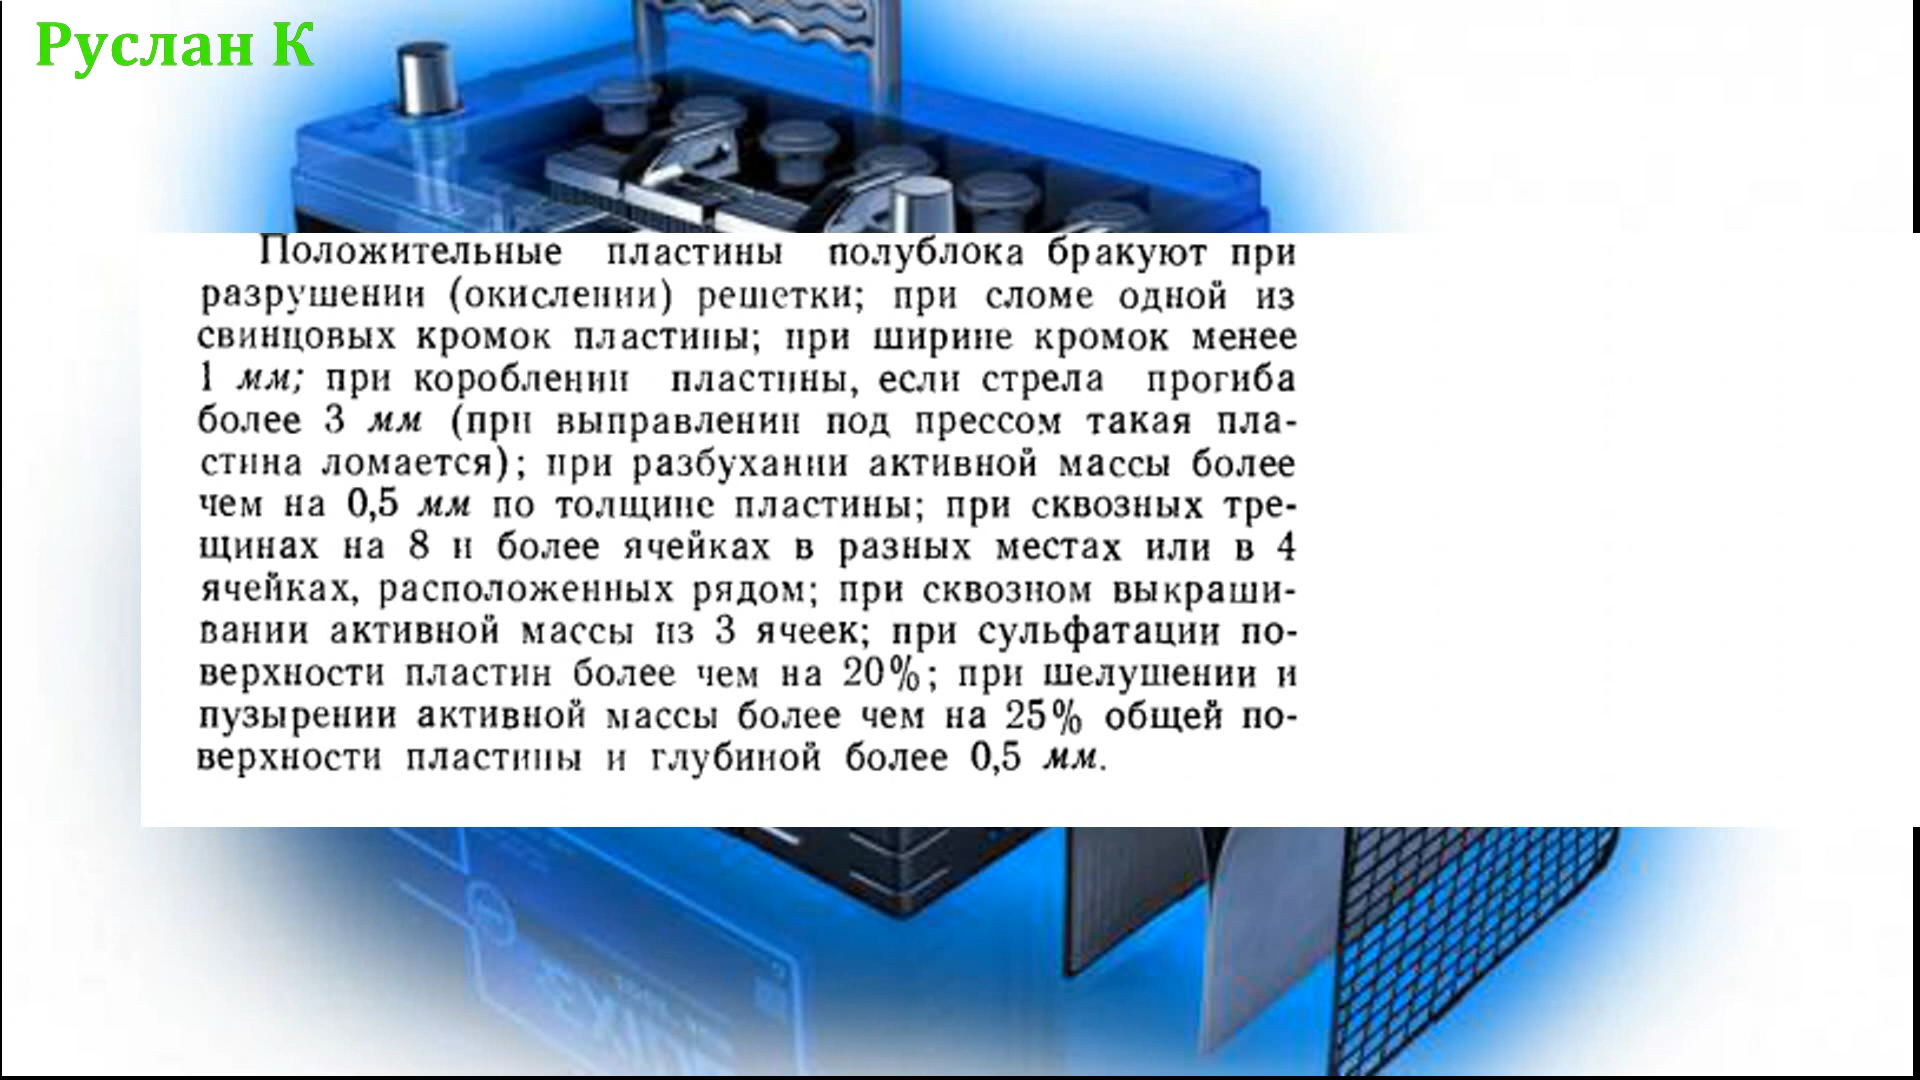 Руслан К
Положительные пластины полублока бракуют при
разрушении (окислении) решетки; при сломе одной из
свинцовых кромок пластины; при ширине кромок менее
1 мм; при короблении пластины, если стрела прогиба
более 3 мм (при выправлении под прессом такая пла-
стина ломается); при разбухании активной массы более
чем на 0,5 мм по толщине пластины; при сквозных тре-
щинах на 8 и более ячейках в разных местах или в 4
ячейках, расположенных рядом; при сквозном выкраши-
вании активной массы из 3 ячеек; при сульфатации по-
верхности пластин более чем на 20%; при шелушении и
пузырении активной массы более чем на 25% общей по-
верхности пластины и глубиной более 0,5 мм.